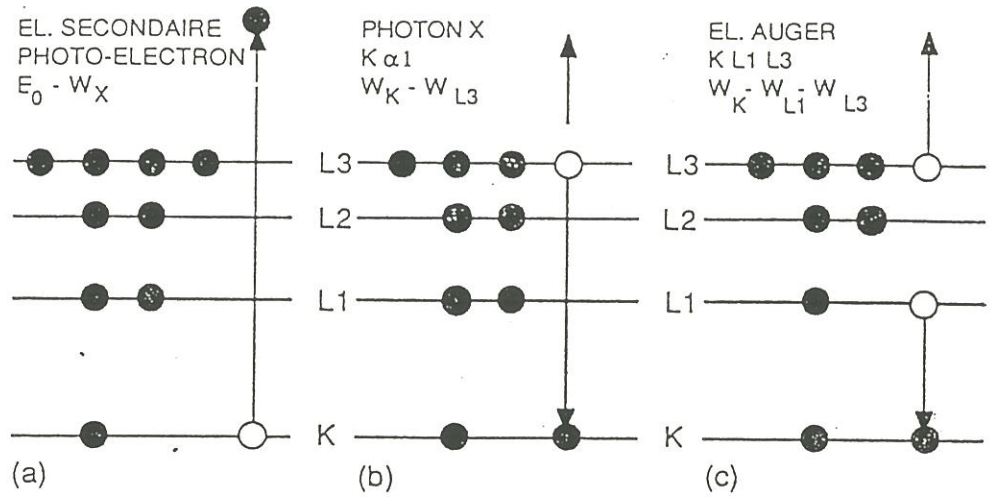 EL. SECONDAIRE
PHOTO-ELECTRON
E0 - WX
PHOTON X
K α1
WK - WL3
EL. AUGER
K L1 L3
WK - WL1 - WL3
L3
L2
L1
K
L3
L2
L1
K
(a)
(b)
(c)